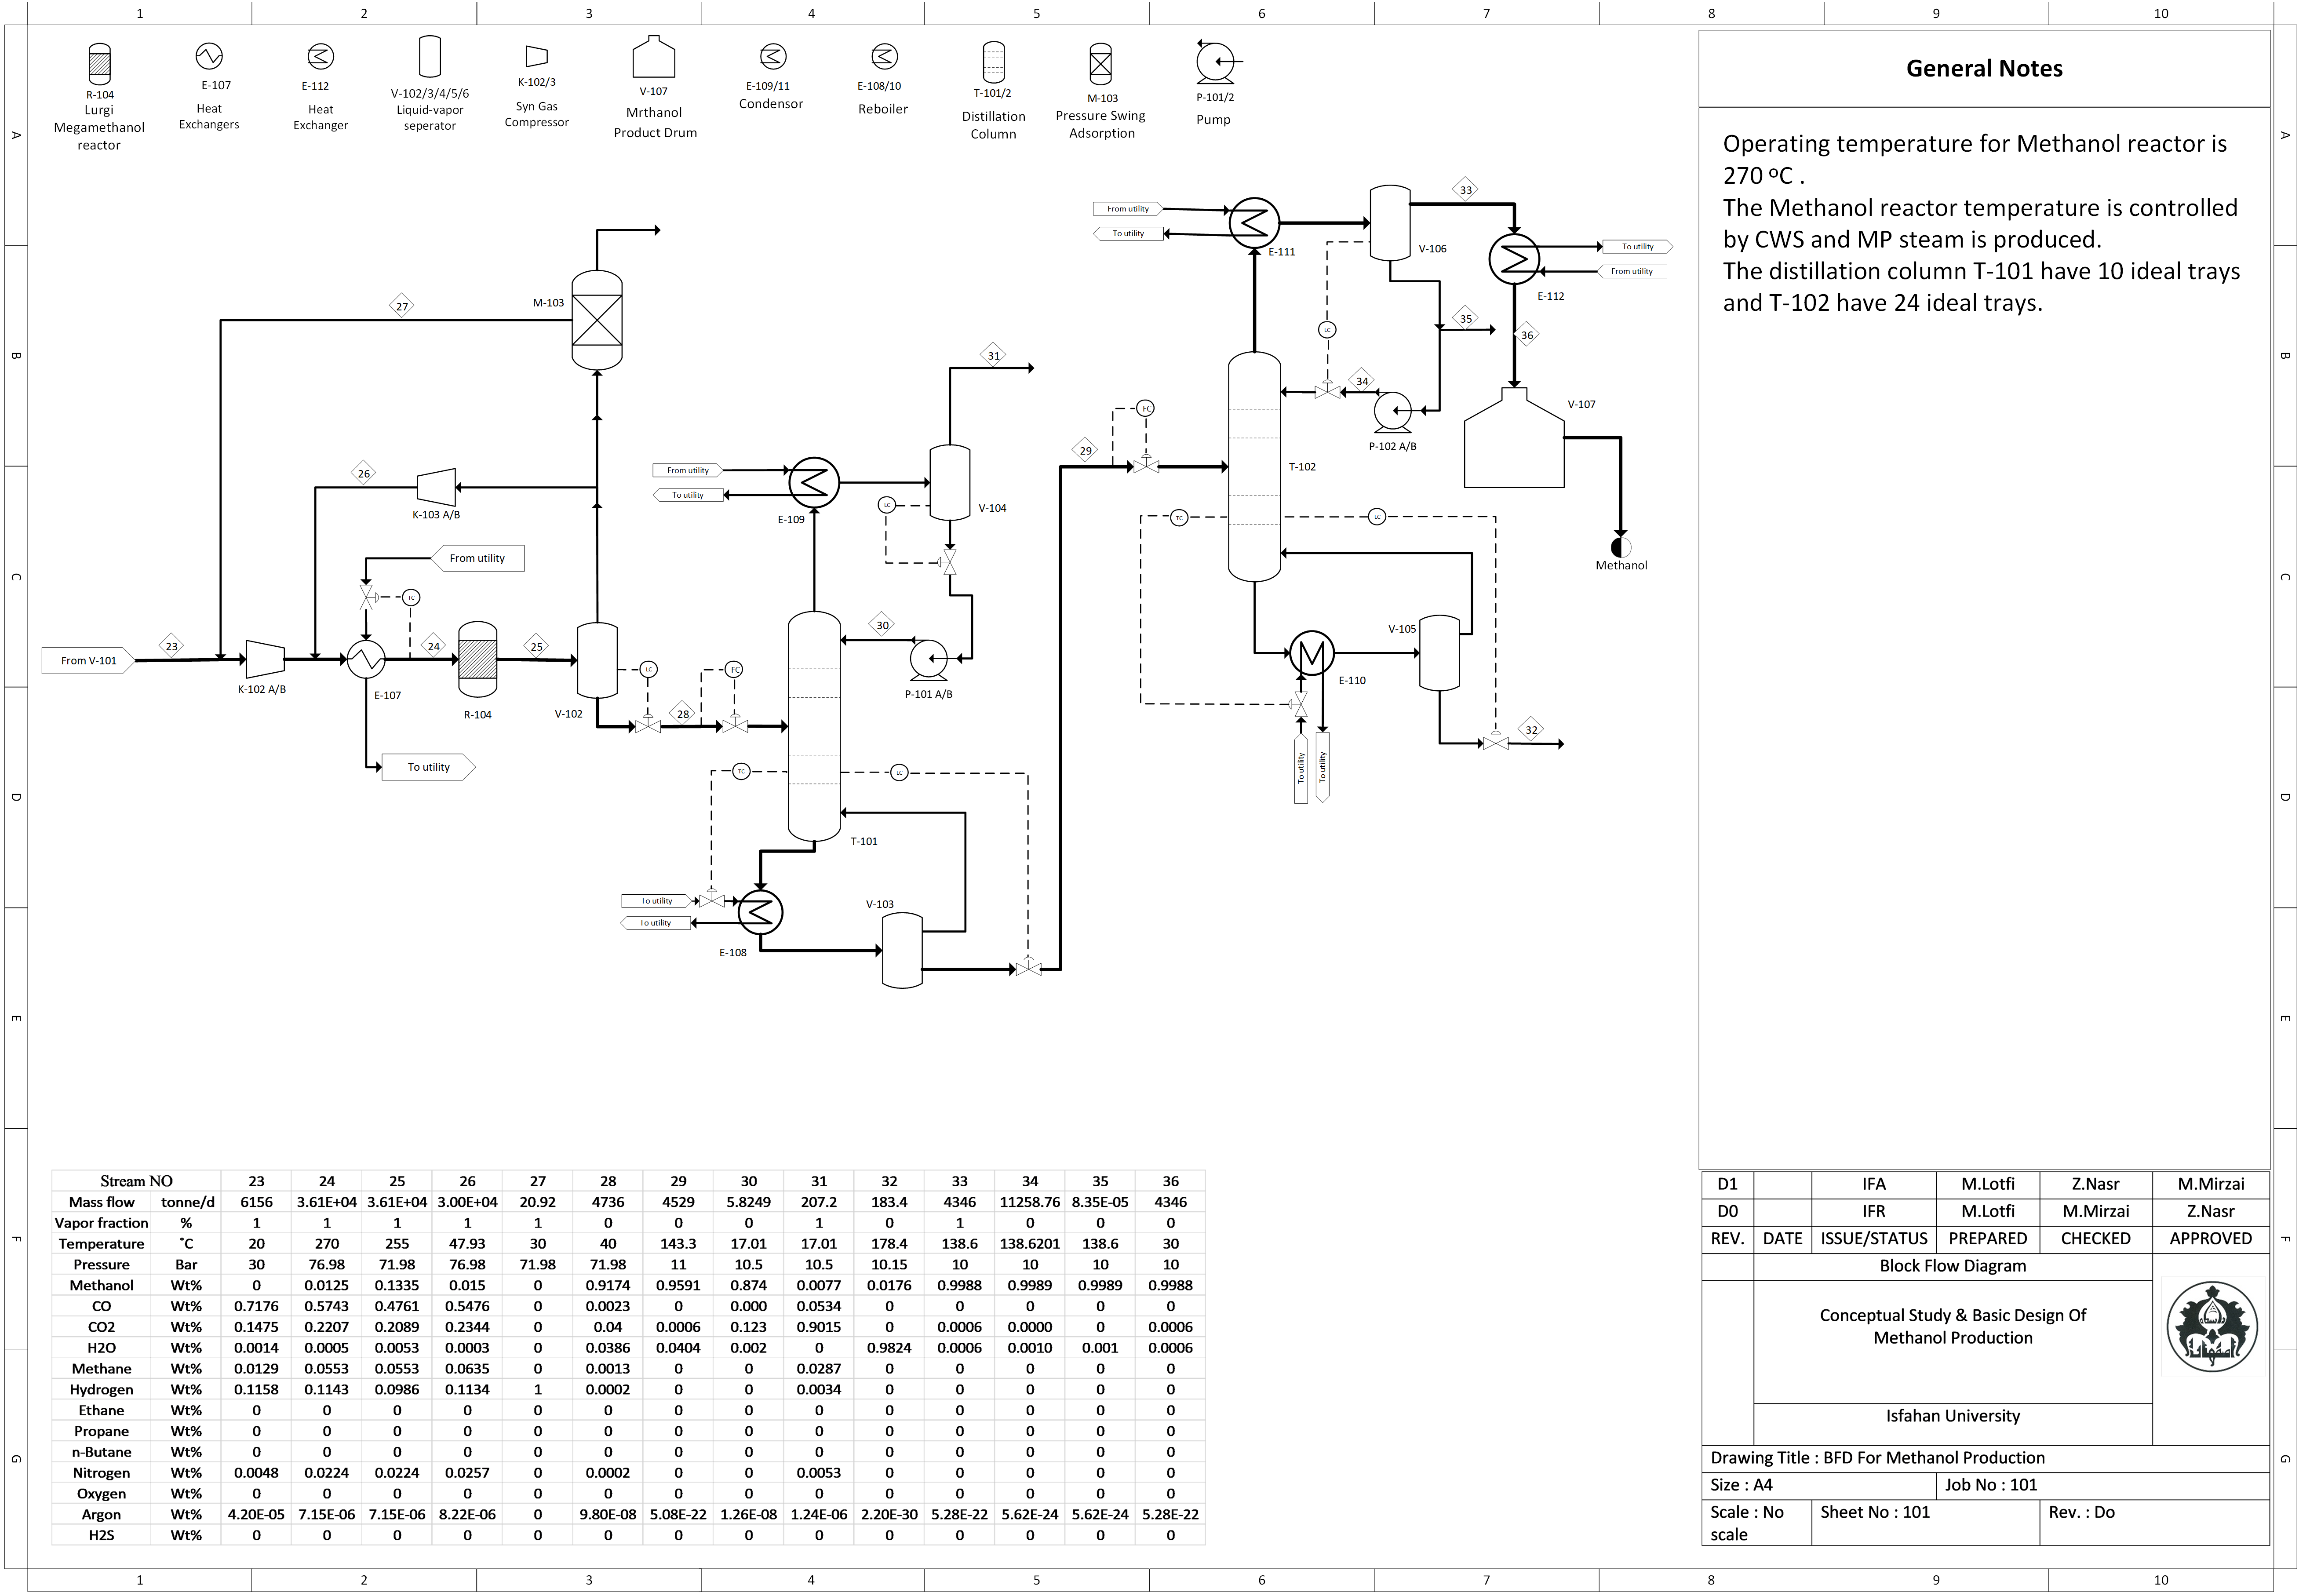 1 2 3 4 5 6 7 8 9 10
A
B
C
D
E
F
G
A
B
C
D
E
F
G
R-104
Lurgi
Megamethanol
reactor
E-107
Heat
Exchangers
E-112
Heat
Exchanger
V-102/3/4/5/6
Liquid-vapor
seperator
K-102/3
Syn Gas
Compressor
V-107
Mrthanol
Product Drum
E-109/11
Condensor
E-108/10
Reboiler
T-101/2
Distillation
Column
M-103
Pressure Swing
Adsorption
P-101/2
Pump
General Notes
Operating temperature for Methanol reactor is
270 ºC .
The Methanol reactor temperature is controlled
by CWS and MP steam is produced.
The distillation column T-101 have 10 ideal trays
and T-102 have 24 ideal trays.
From V-101
23
K-102 A/B
27
M-103
26
K-103 A/B
From utility
TC
E-107
To utility
24
R-104
25
V-102
LC
28
FC
From utility
To utility
E-109
31
V-104
LC
30
P-101 A/B
TC
LC
T-101
To utility
To utility
E-108
V-103
29
FC
From utility
To utility
E-111
V-106
33
To utility
From utility
E-112
LC
35
36
34
P-102 A/B
V-107
T-102
TC
LC
Methanol
V-105
E-110
To utility
To utility
32
Stream NO 23 24 25 26 27 28 29 30 31 32 33 34 35 36
Mass flow tonne/d 6156 3.61E+04 3.61E+04 3.00E+04 20.92 4736 4529 5.8249 207.2 183.4 4346 11258.76 8.35E-05 4346
Vapor fraction % 1 1 1 1 1 0 0 0 1 0 1 0 0 0
Temperature ˚C 20 270 255 47.93 30 40 143.3 17.01 17.01 178.4 138.6 138.6201 138.6 30
Pressure Bar 30 76.98 71.98 76.98 71.98 71.98 11 10.5 10.5 10.15 10 10 10 10
Methanol Wt% 0 0.0125 0.1335 0.015 0 0.9174 0.9591 0.874 0.0077 0.0176 0.9988 0.9989 0.9989 0.9988
CO Wt% 0.7176 0.5743 0.4761 0.5476 0 0.0023 0 0.000 0.0534 0 0 0 0 0
CO2 Wt% 0.1475 0.2207 0.2089 0.2344 0 0.04 0.0006 0.123 0.9015 0 0.0006 0.0000 0 0.0006
H2O Wt% 0.0014 0.0005 0.0053 0.0003 0 0.0386 0.0404 0.002 0 0.9824 0.0006 0.0010 0.001 0.0006
Methane Wt% 0.0129 0.0553 0.0553 0.0635 0 0.0013 0 0 0.0287 0 0 0 0 0
Hydrogen Wt% 0.1158 0.1143 0.0986 0.1134 1 0.0002 0 0 0.0034 0 0 0 0 0
Ethane Wt% 0 0 0 0 0 0 0 0 0 0 0 0 0 0
Propane Wt% 0 0 0 0 0 0 0 0 0 0 0 0 0 0
n-Butane Wt% 0 0 0 0 0 0 0 0 0 0 0 0 0 0
Nitrogen Wt% 0.0048 0.0224 0.0224 0.0257 0 0.0002 0 0 0.0053 0 0 0 0 0
Oxygen Wt% 0 0 0 0 0 0 0 0 0 0 0 0 0 0
Argon Wt% 4.20E-05 7.15E-06 7.15E-06 8.22E-06 0 9.80E-08 5.08E-22 1.26E-08 1.24E-06 2.20E-30 5.28E-22 5.62E-24 5.62E-24 5.28E-22
H2S Wt% 0 0 0 0 0 0 0 0 0 0 0 0 0 0
D1 IFA M.Lotfi Z.Nasr M.Mirzai
D0 IFR M.Lotfi M.Mirzai Z.Nasr
REV. DATE ISSUE/STATUS PREPARED CHECKED APPROVED
Block Flow Diagram
Conceptual Study & Basic Design Of
Methanol Production
Isfahan University
Drawing Title : BFD For Methanol Production
Size : A4 Job No : 101
Scale : No
scale
Sheet No : 101 Rev. : Do
1 2 3 4 5 6 7 8 9 10